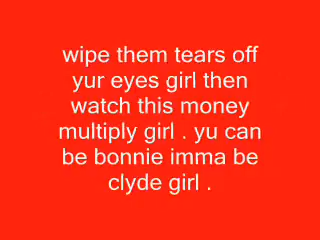 wipe them tears off
yur eyes girl then
watch this money
multiply girl . yu can
be bonnie imma be
clyde girl .